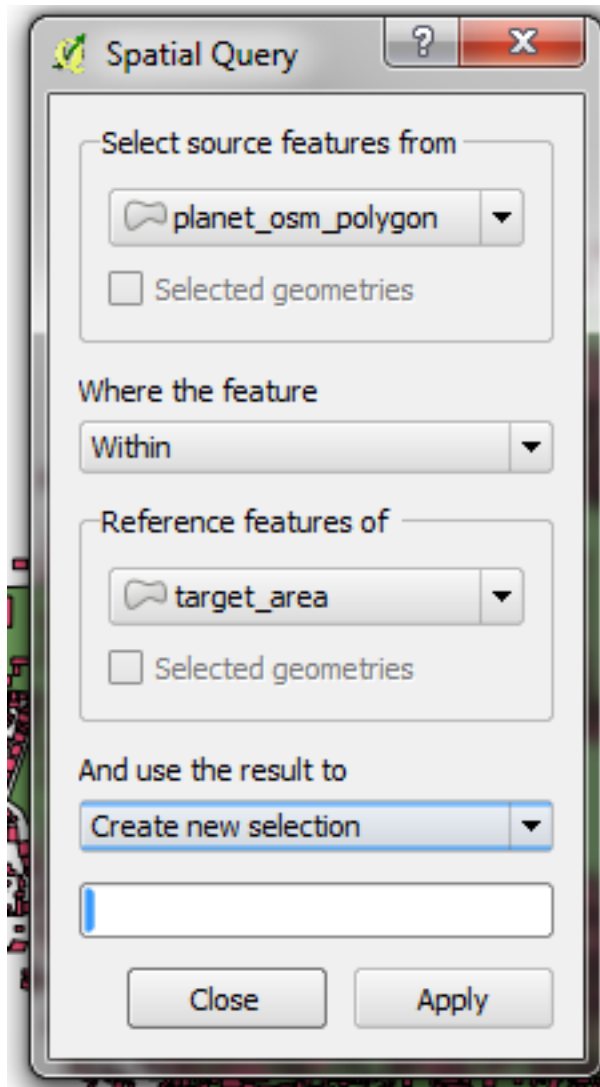 Spatial Query
Select source features from
planet_osm_polygon
Selected geometries
Where the feature
Within
Reference features of
target_area
Selected geometries
And use the result to
Create new selection
Close Apply